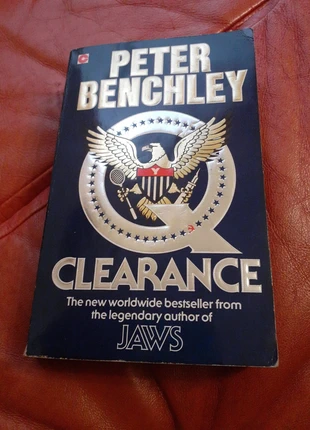 PETER
BENCHLEY
Q
CLEARANCE
The new worldwide bestseller from
the legendary author of
JAWS